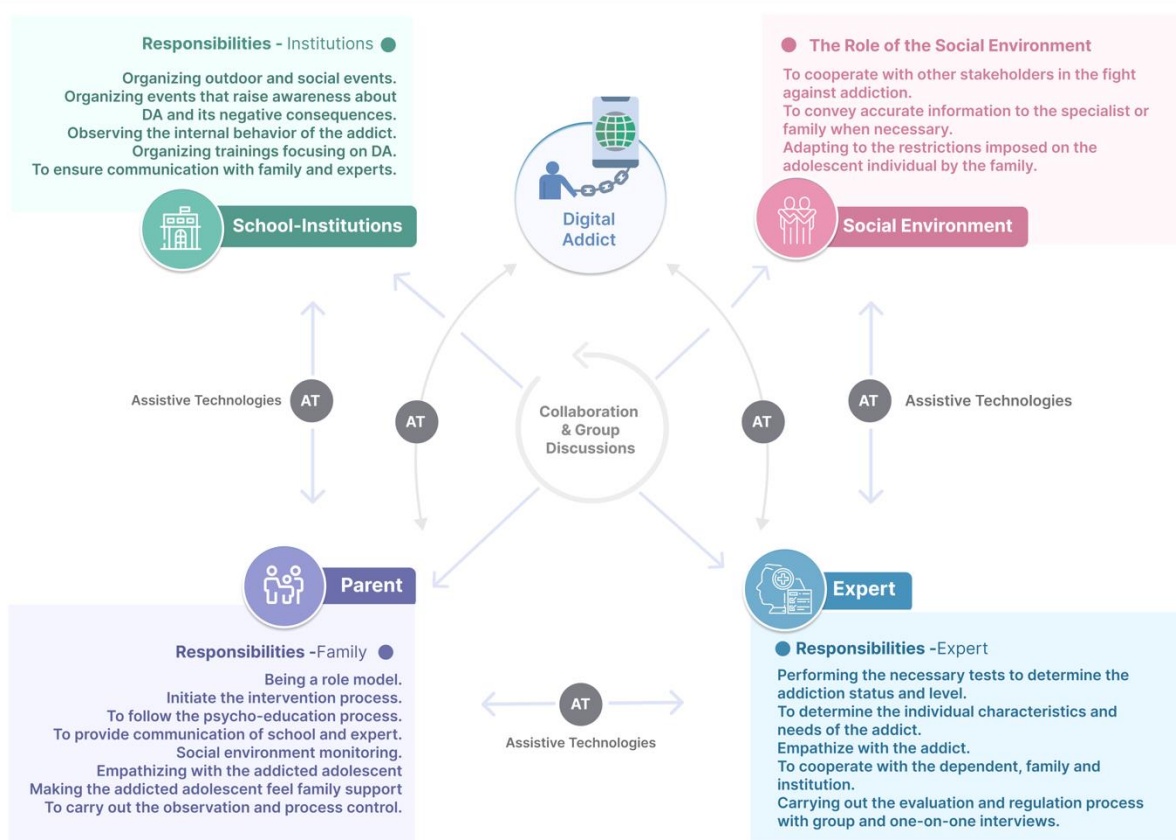 Responsibilities - Institutions
Organizing outdoor and social events.
Organizing events that raise awareness about
DA and its negative consequences.
Observing the internal behavior of the addict.
Organizing trainings focusing on DA.
To ensure communication with family and experts.
School-Institutions
Digital
Addict
The Role of the Social Environment
To cooperate with other stakeholders in the fight
against addiction.
To convey accurate information to the specialist or
family when necessary.
Adapting to the restrictions imposed on the
adolescent individual by the family.
Social Environment
Assistive Technologies
AT
AT
Collaboration
& Group
Discussions
AT
AT
Assistive Technologies
Parent
Responsibilities -Family
Being a role model.
Initiate the intervention process.
To follow the psycho-education process.
To provide communication of school and expert.
Social environment monitoring.
Empathizing with the addicted adolescent
Making the addicted adolescent feel family support
To carry out the observation and process control.
AT
Assistive Technologies
Expert
Responsibilities -Expert
Performing the necessary tests to determine the
addiction status and level.
To determine the individual characteristics and
needs of the addict.
Empathize with the addict.
To cooperate with the dependent, family and
institution.
Carrying out the evaluation and regulation process
with group and one-on-one interviews.